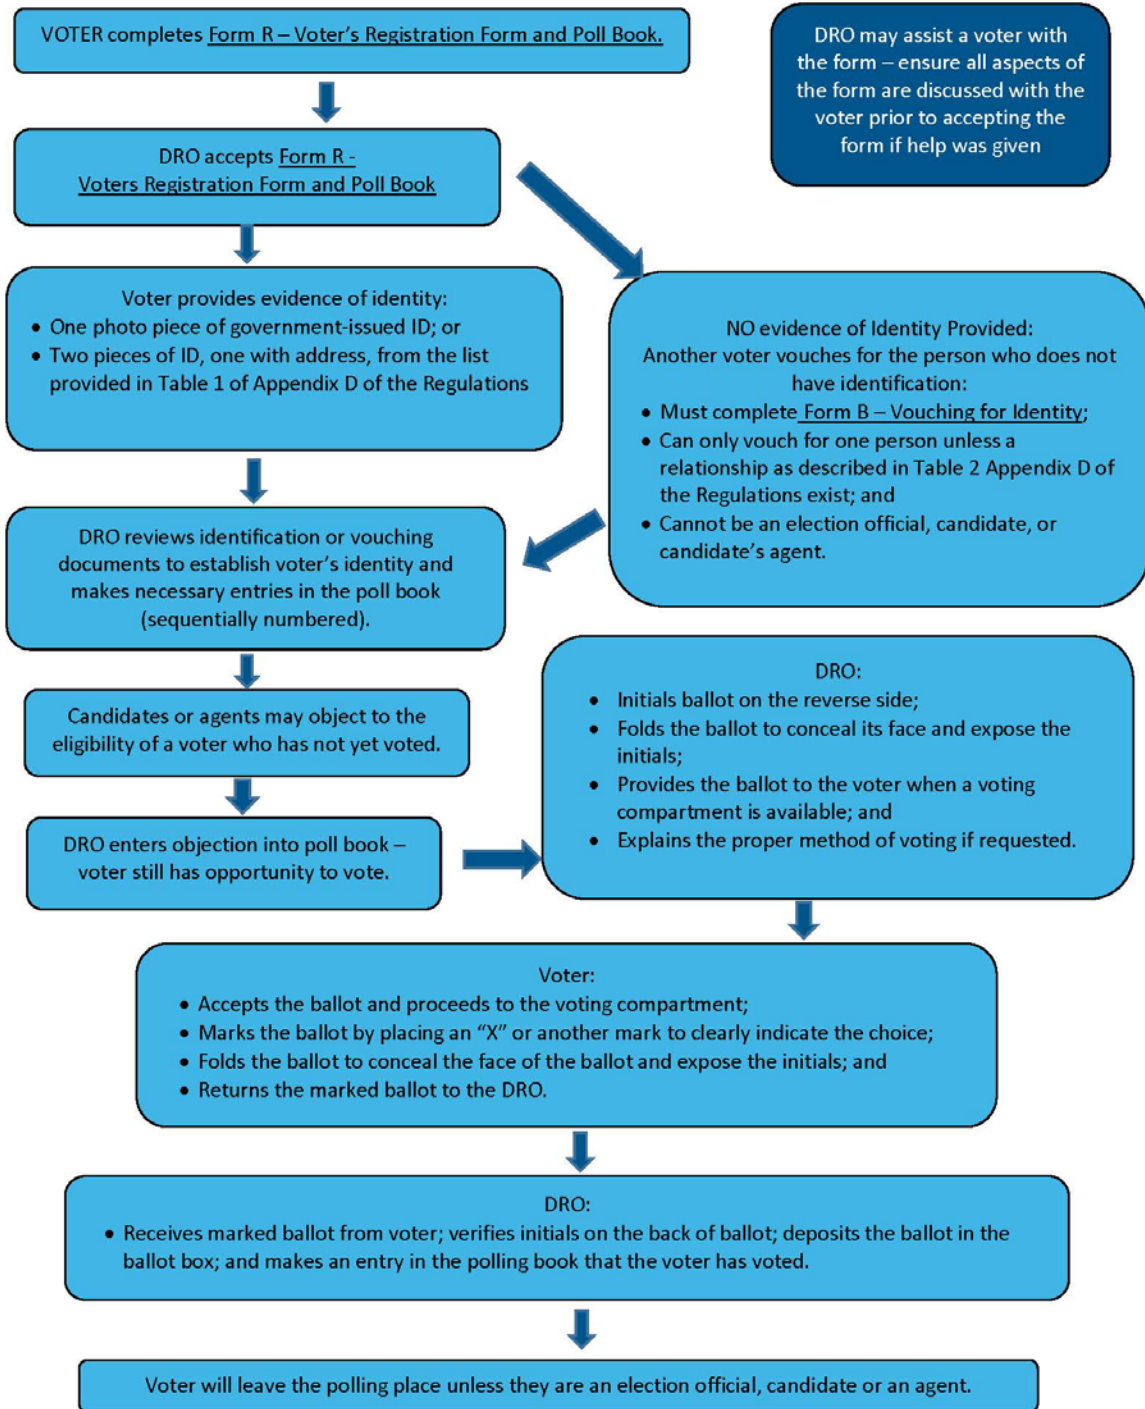 VOTER completes Form R – Voter's Registration Form and Poll Book.
DRO may assist a voter with
the form – ensure all aspects of
the form are discussed with the
voter prior to accepting the
form if help was given
DRO accepts Form R -
Voters Registration Form and Poll Book
Voter provides evidence of identity:
• One photo piece of government-issued ID; or
• Two pieces of ID, one with address, from the list
provided in Table 1 of Appendix D of the Regulations
NO evidence of Identity Provided:
Another voter vouches for the person who does not
have identification:
• Must complete Form B – Vouching for Identity;
• Can only vouch for one person unless a
relationship as described in Table 2 Appendix D of
the Regulations exist; and
• Cannot be an election official, candidate, or
candidate's agent.
DRO reviews identification or vouching
documents to establish voter's identity and
makes necessary entries in the poll book
(sequentially numbered).
Candidates or agents may object to the
eligibility of a voter who has not yet voted.
DRO enters objection into poll book –
voter still has opportunity to vote.
DRO:
• Initials ballot on the reverse side;
• Folds the ballot to conceal its face and expose the
initials;
• Provides the ballot to the voter when a voting
compartment is available; and
• Explains the proper method of voting if requested.
Voter:
• Accepts the ballot and proceeds to the voting compartment;
• Marks the ballot by placing an "X" or another mark to clearly indicate the choice;
• Folds the ballot to conceal the face of the ballot and expose the initials; and
• Returns the marked ballot to the DRO.
DRO:
• Receives marked ballot from voter; verifies initials on the back of ballot; deposits the ballot in the
ballot box; and makes an entry in the polling book that the voter has voted.
Voter will leave the polling place unless they are an election official, candidate or an agent.